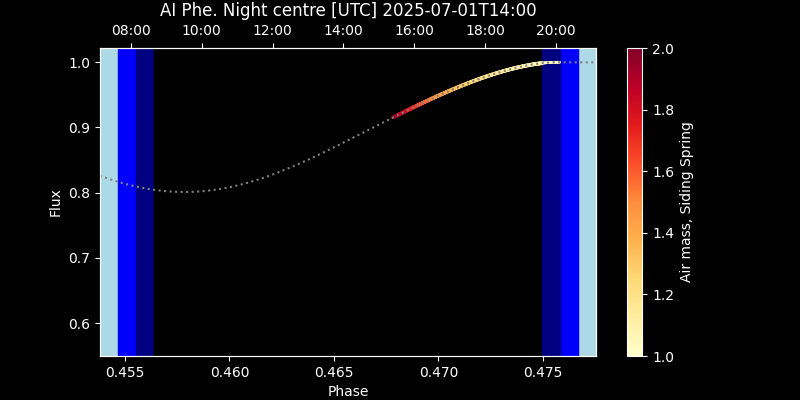 AI Phe. Night centre [UTC] 2025-07-01T14:00
08:00 10:00 12:00 14:00 16:00 18:00 20:00
1.0
0.9
0.8
0.7
0.6
Flux
0.455 0.460 0.465 0.470 0.475
Phase
2.0
1.8
1.6
1.4
1.2
1.0
Air mass, Siding Spring